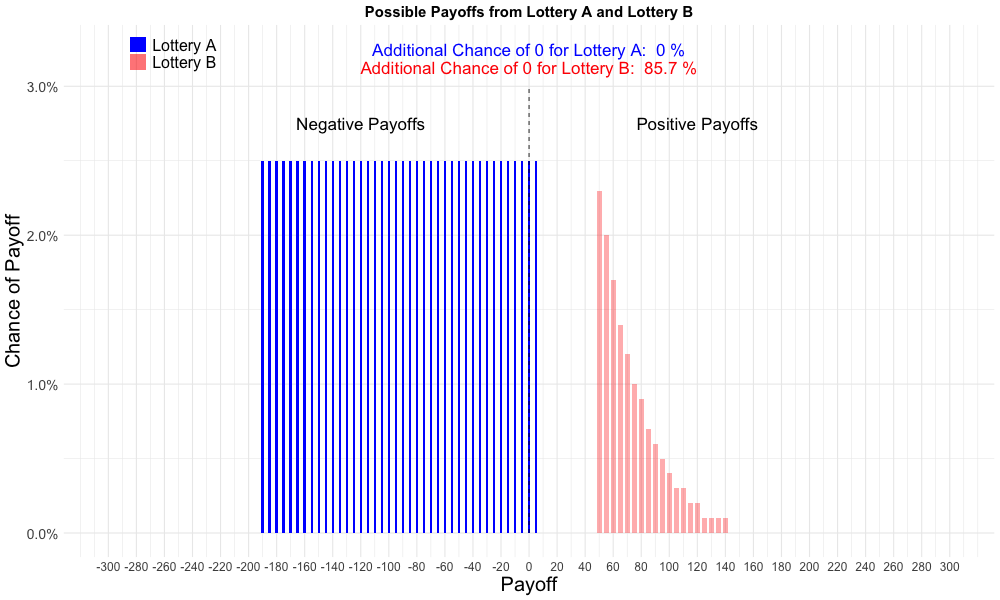 Possible Payoffs from Lottery A and Lottery B
Lottery A
Lottery B
Additional Chance of 0 for Lottery A:  0 %
Additional Chance of 0 for Lottery B:  85.7 %
Negative Payoffs
Positive Payoffs
Chance of Payoff
3.0%
2.0%
1.0%
0.0%
-300 -280 -260 -240 -220 -200 -180 -160 -140 -120 -100 -80 -60 -40 -20 0 20 40 60 80 100 120 140 160 180 200 220 240 260 280 300
Payoff